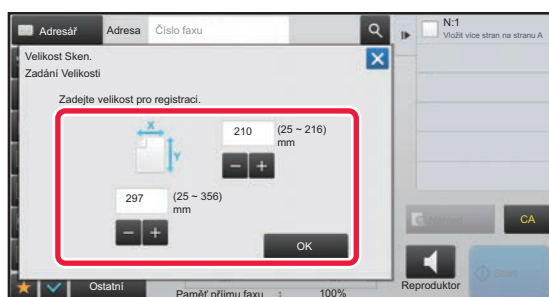 Adresář
Adresa
Číslo faxu
N:1
Vložit více stran na stranu A
Velikost Sken.
Zadání Velikosti
Zadejte velikost pro registraci.
X
Y
210
(25 ~ 216)
mm
297
(25 ~ 356)
mm
OK
CA
Ostatní
Paměť příjmu faxu : 100%
Reproduktor
Start